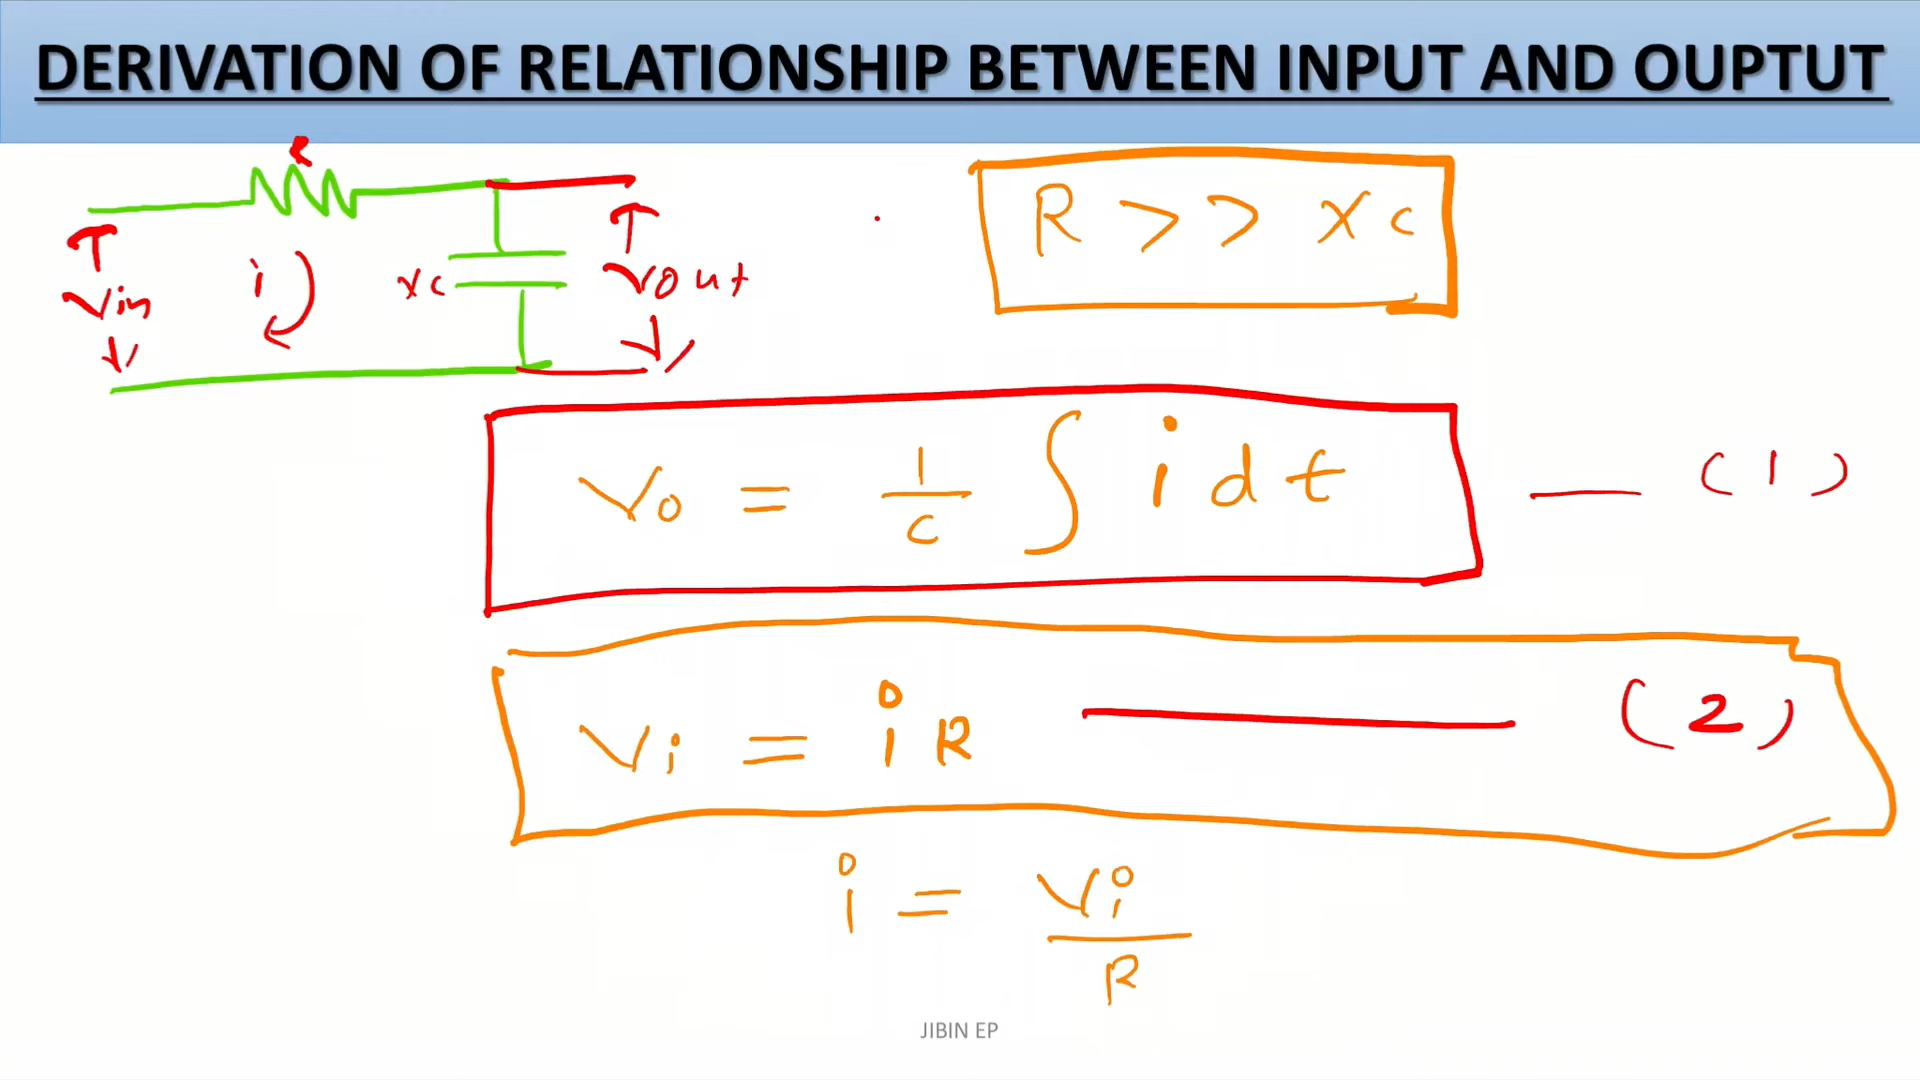 DERIVATION OF RELATIONSHIP BETWEEN INPUT AND OUPTUT
R
Vin
i
xc
Vout
R >> Xc
Vo = 1/c ∫ i dt — (1)
Vi = iR — (2)
i = Vi/R
JIBIN EP